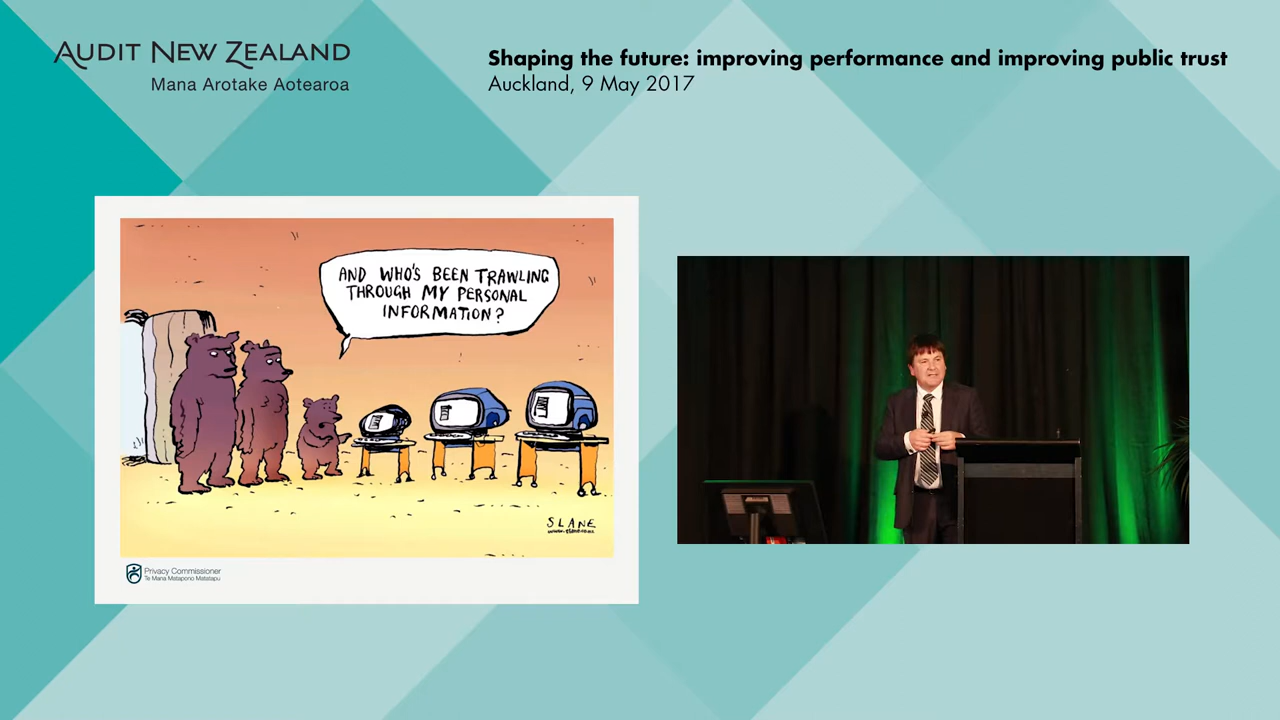 AUDIT NEW ZEALAND
Mana Arotake Aotearoa
Shaping the future: improving performance and improving public trust
Auckland, 9 May 2017
AND WHO'S BEEN TRAWLING
THROUGH MY PERSONAL
INFORMATION?
SLANE
Privacy Commissioner
Te Mana Matapono Matatapu